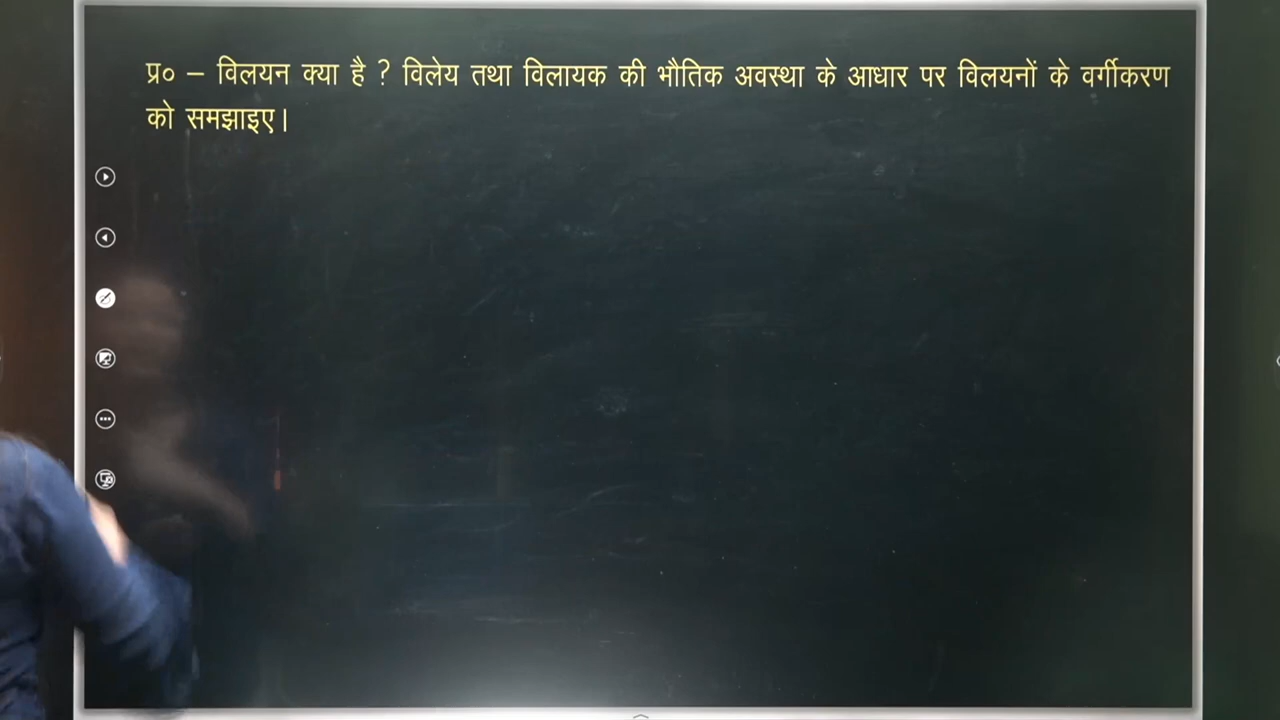 प्र० – विलयन क्या है ? विलेय तथा विलायक की भौतिक अवस्था के आधार पर विलयनों के वर्गीकरण
को समझाइए।